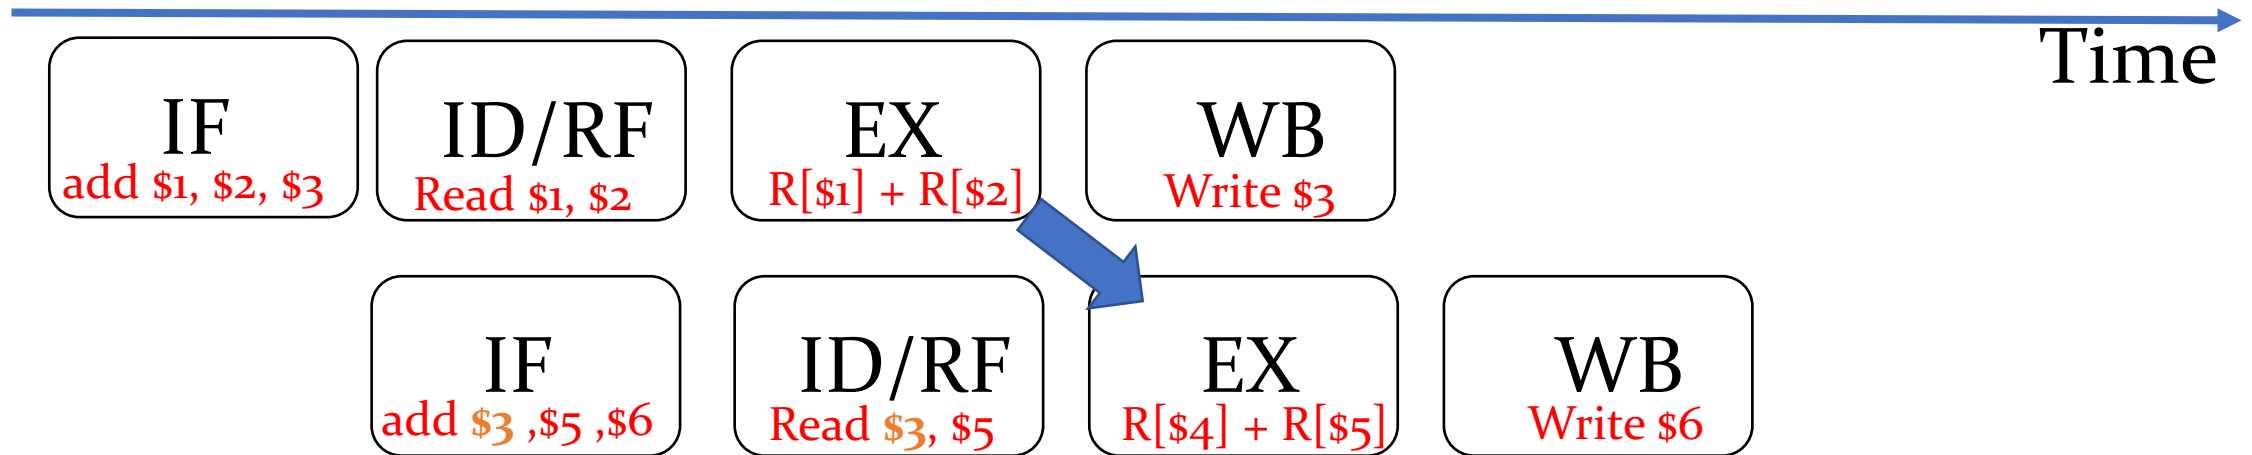 Time
IF
add $1, $2, $3
ID/RF
Read $1, $2
EX
R[$1] + R[$2]
WB
Write $3
IF
add $3 ,$5 ,$6
ID/RF
Read $3, $5
EX
R[$4] + R[$5]
WB
Write $6